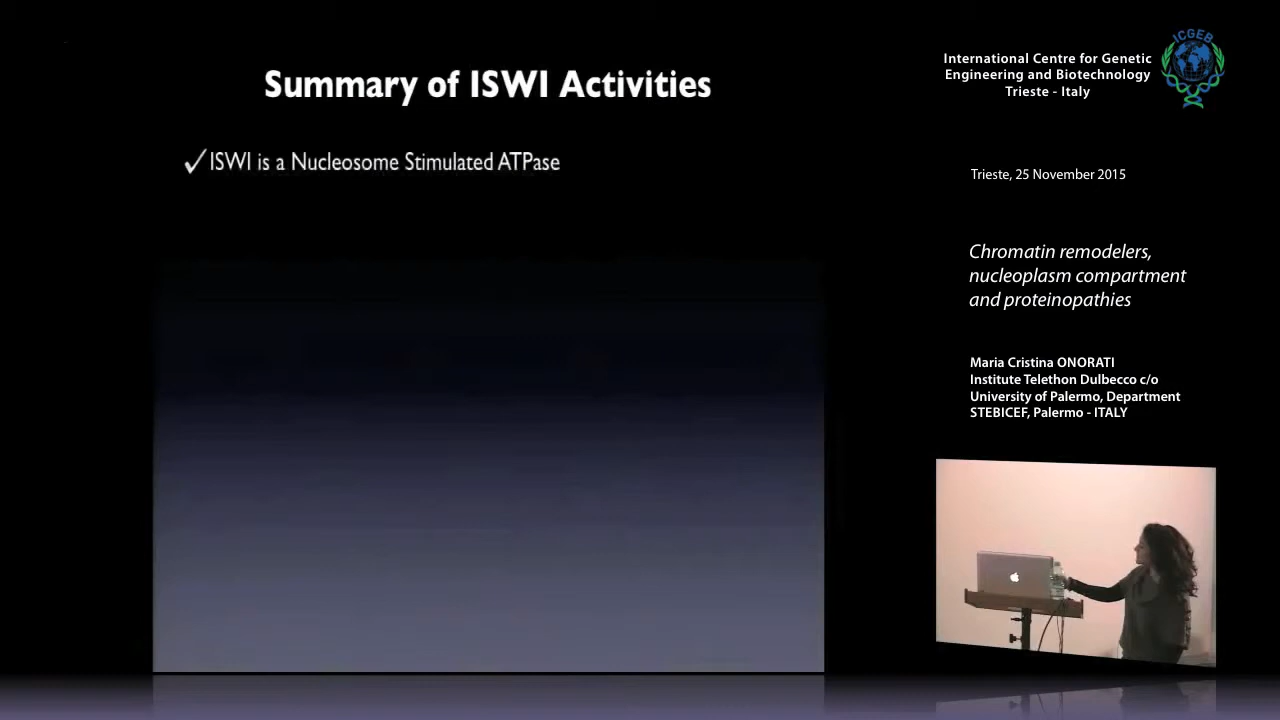 Summary of ISWI Activities
✓ISWI is a Nucleosome Stimulated ATPase
International Centre for Genetic
Engineering and Biotechnology
Trieste - Italy
ICGEB
Trieste, 25 November 2015
Chromatin remodelers,
nucleoplasm compartment
and proteinopathies
Maria Cristina ONORATI
Institute Telethon Dulbecco c/o
University of Palermo, Department
STEBICEF, Palermo - ITALY